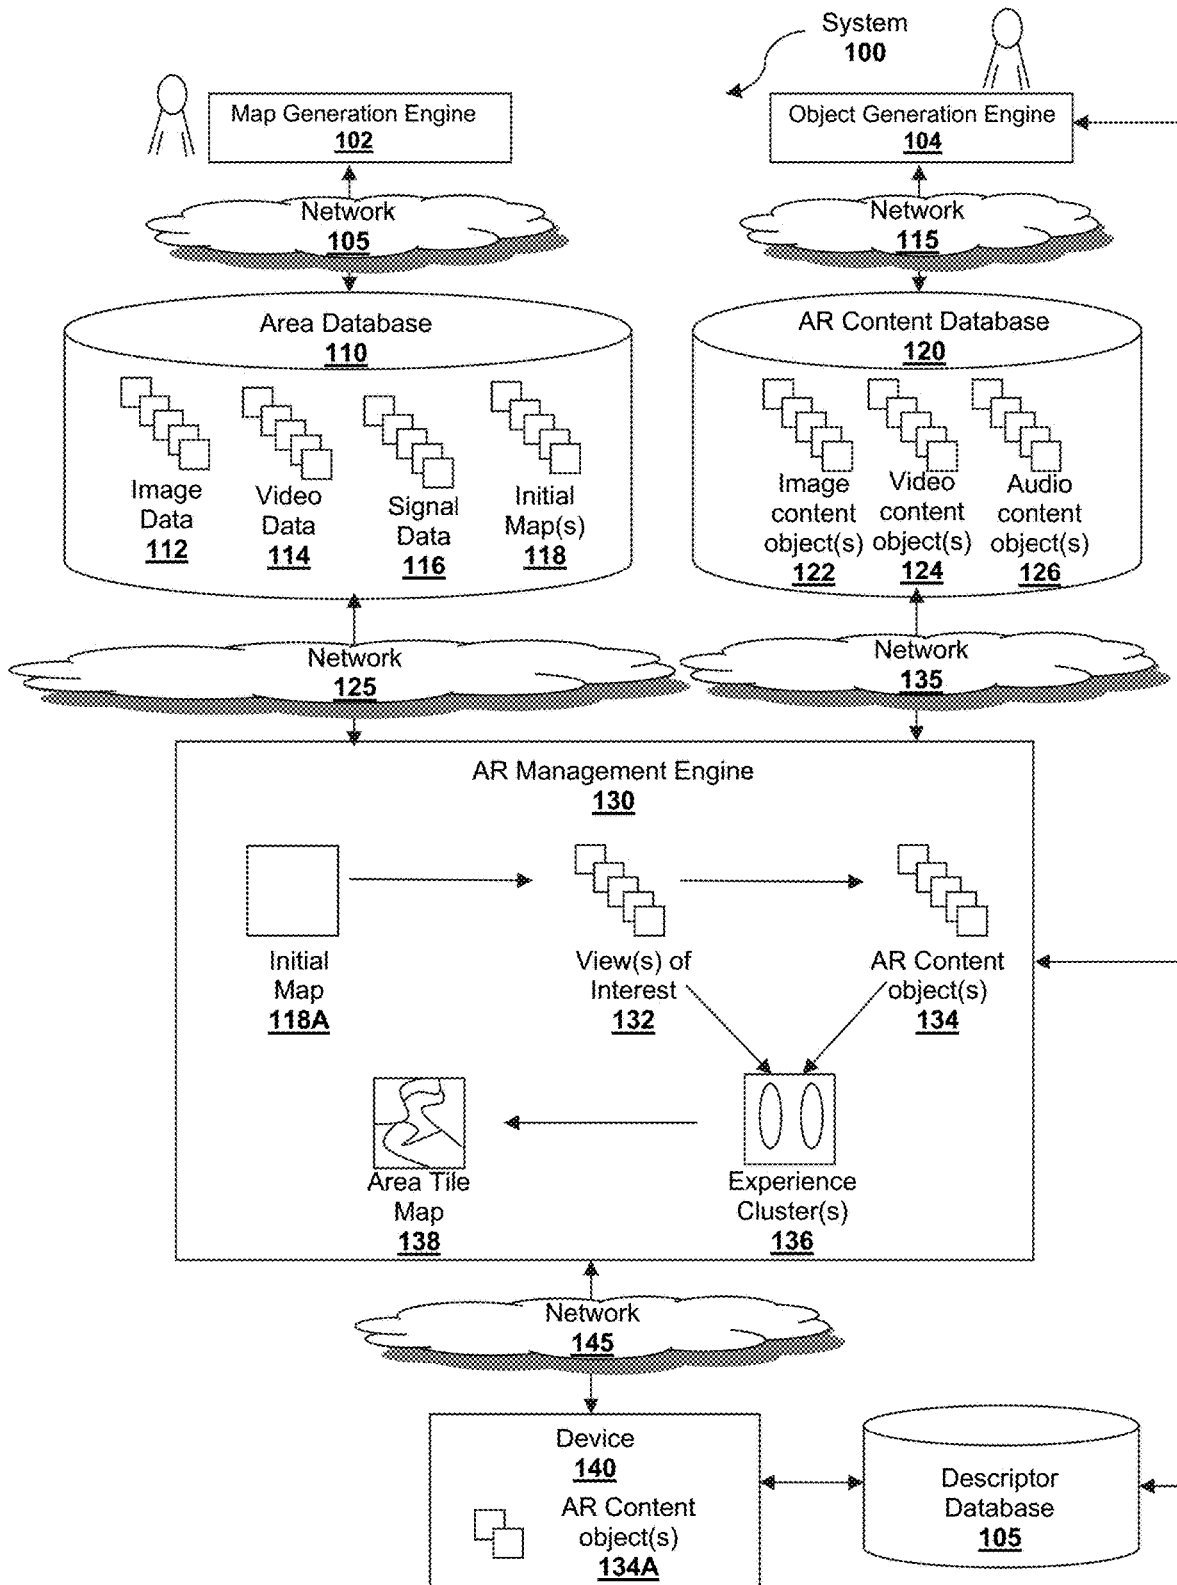 System
100
Map Generation Engine
102
Object Generation Engine
104
Network
105
Network
115
Area Database
110
AR Content Database
120
Image
Data
112
Video
Data
114
Signal
Data
116
Initial
Map(s)
118
Image
content
object(s)
122
Video
content
object(s)
124
Audio
content
object(s)
126
Network
125
Network
135
AR Management Engine
130
Initial
Map
118A
View(s) of
Interest
132
AR Content
object(s)
134
Area Tile
Map
138
Experience
Cluster(s)
136
Network
145
Device
140
AR Content
object(s)
134A
Descriptor
Database
105